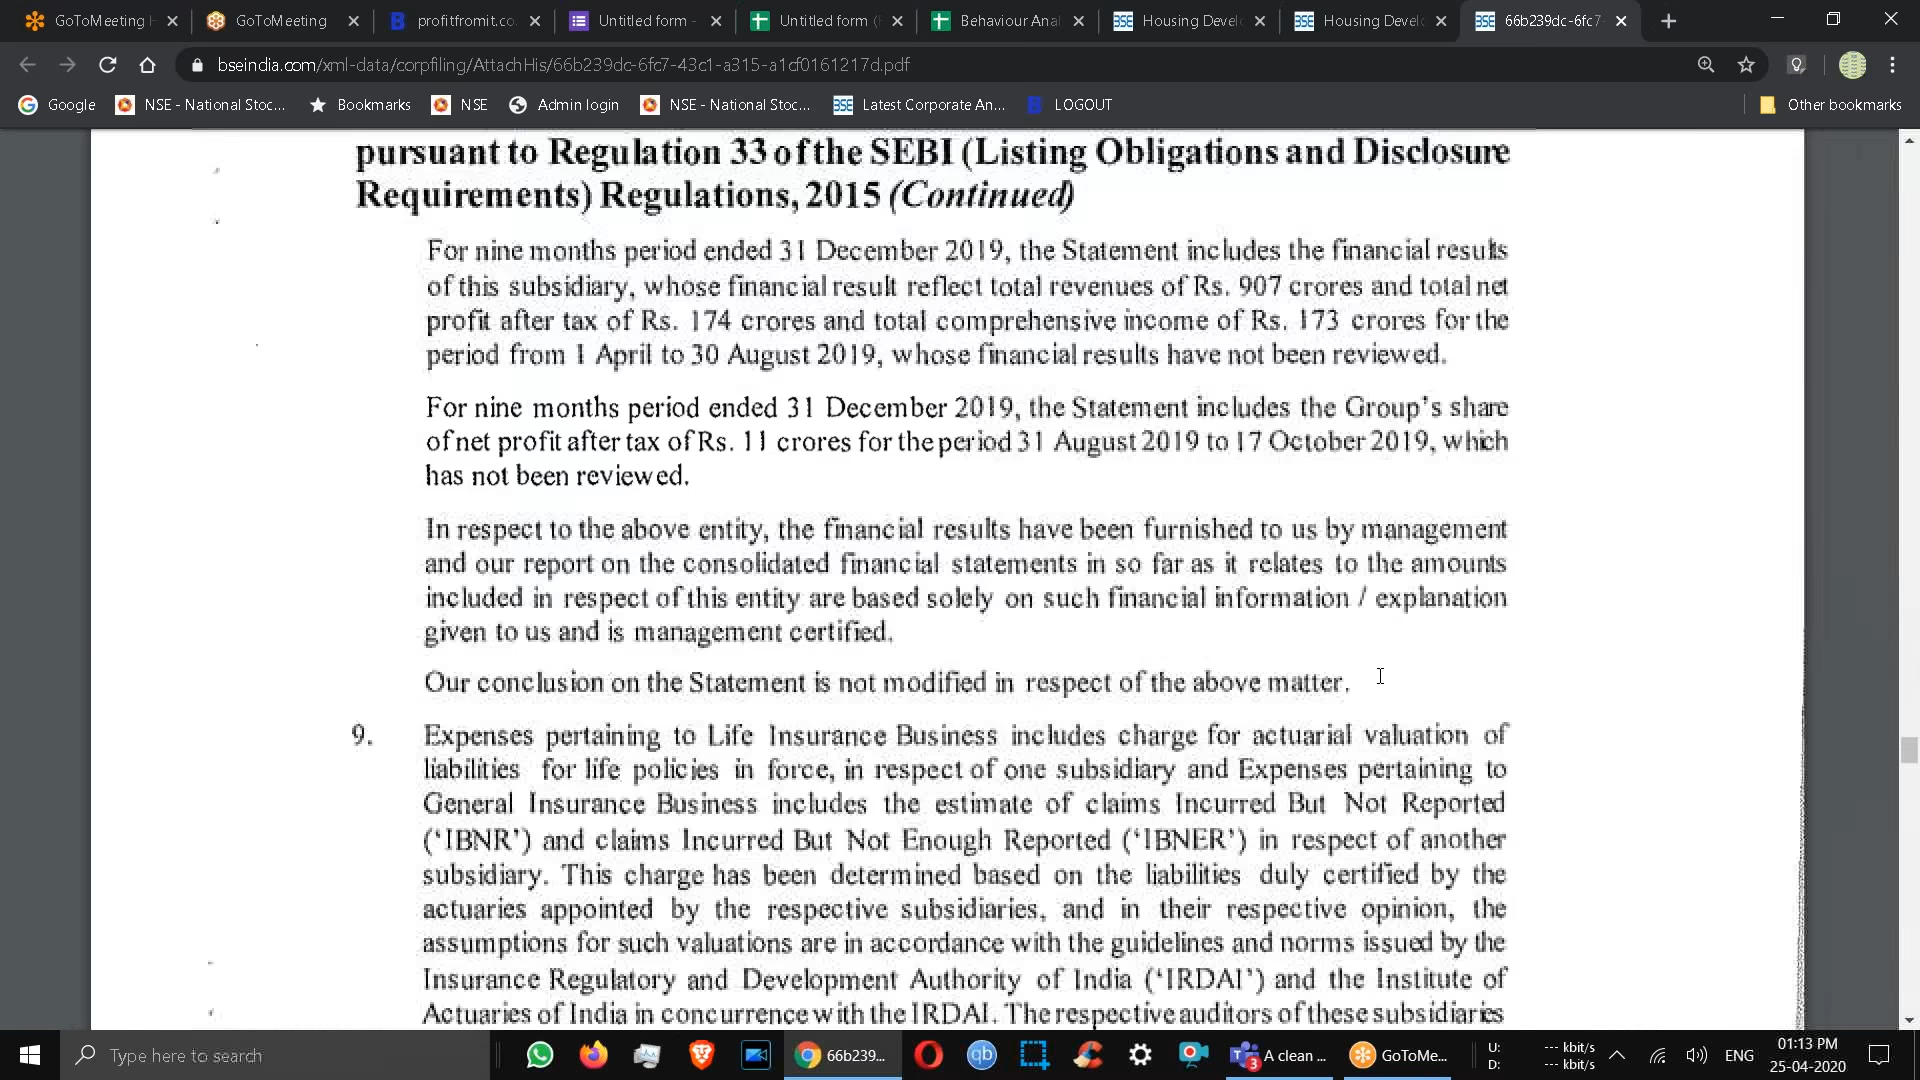 GoToMeeting H
GoToMeeting
profitfromit.co
Untitled form -
Untitled form (
Behaviour Anal
Housing Develo
Housing Develo
66b239dc-6fc7-
bseindia.com/xml-data/corpfiling/AttachHis/66b239dc-6fc7-43c1-a315-a1cf0161217d.pdf
Google
NSE - National Stoc...
Bookmarks
NSE
Admin login
NSE - National Stoc...
Latest Corporate An...
LOGOUT
Other bookmarks
pursuant to Regulation 33 of the SEBI (Listing Obligations and Disclosure
Requirements) Regulations, 2015 (Continued)
For nine months period ended 31 December 2019, the Statement includes the financial results
of this subsidiary, whose financial result reflect total revenues of Rs. 907 crores and total net
profit after tax of Rs. 174 crores and total comprehensive income of Rs. 173 crores for the
period from 1 April to 30 August 2019, whose financial results have not been reviewed.
For nine months period ended 31 December 2019, the Statement includes the Group's share
of net profit after tax of Rs. 11 crores for the period 31 August 2019 to 17 October 2019, which
has not been reviewed.
In respect to the above entity, the financial results have been furnished to us by management
and our report on the consolidated financial statements in so far as it relates to the amounts
included in respect of this entity are based solely on such financial information / explanation
given to us and is management certified.
Our conclusion on the Statement is not modified in respect of the above matter.
9. Expenses pertaining to Life Insurance Business includes charge for actuarial valuation of
liabilities for life policies in force, in respect of one subsidiary and Expenses pertaining to
General Insurance Business includes the estimate of claims Incurred But Not Reported
('IBNR') and claims Incurred But Not Enough Reported ('IBNER') in respect of another
subsidiary. This charge has been determined based on the liabilities duly certified by the
actuaries appointed by the respective subsidiaries, and in their respective opinion, the
assumptions for such valuations are in accordance with the guidelines and norms issued by the
Insurance Regulatory and Development Authority of India ('IRDAI') and the Institute of
Actuaries of India in concurrence with the IRDAI. The respective auditors of these subsidiaries
Type here to search
66b239...
A clean ...
GoToMe...
U: --- kbit/s
D: --- kbit/s
ENG
01:13 PM
25-04-2020